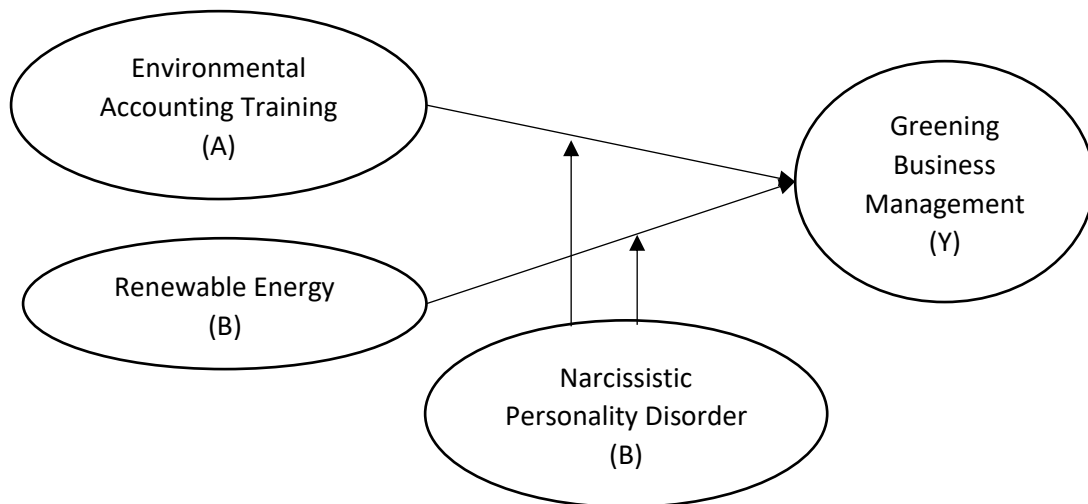 Environmental
Accounting Training
(A)
Greening
Business
Management
(Y)
Renewable Energy
(B)
Narcissistic
Personality Disorder
(B)